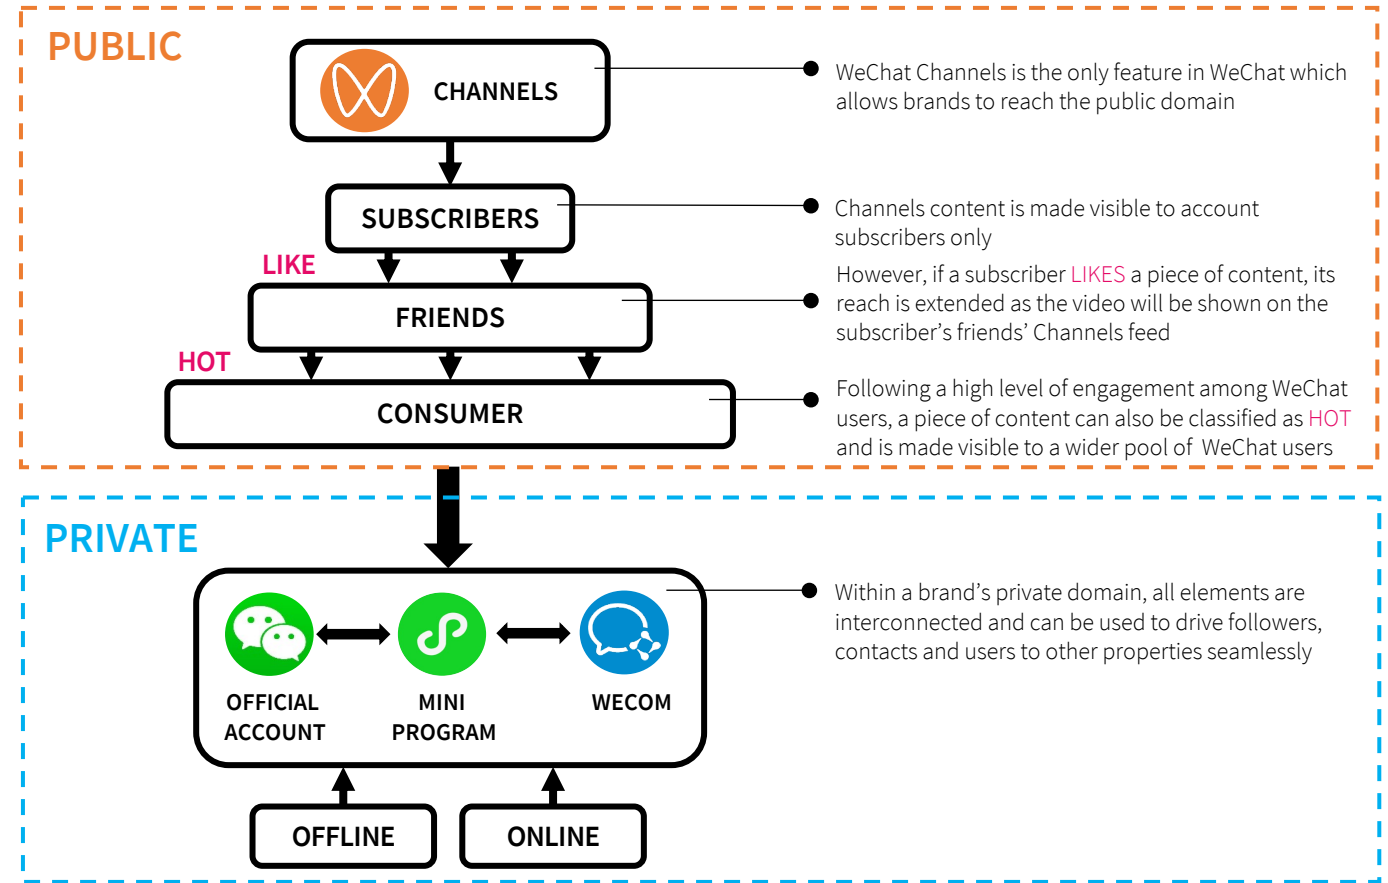 PUBLIC
CHANNELS
WeChat Channels is the only feature in WeChat which
allows brands to reach the public domain
SUBSCRIBERS
Channels content is made visible to account
subscribers only
LIKE
FRIENDS
However, if a subscriber LIKES a piece of content, its
reach is extended as the video will be shown on the
subscriber’s friends’ Channels feed
HOT
CONSUMER
Following a high level of engagement among WeChat
users, a piece of content can also be classified as HOT
and is made visible to a wider pool of WeChat users
PRIVATE
Within a brand’s private domain, all elements are
interconnected and can be used to drive followers,
contacts and users to other properties seamlessly
OFFICIAL
ACCOUNT
MINI
PROGRAM
WECOM
OFFLINE
ONLINE